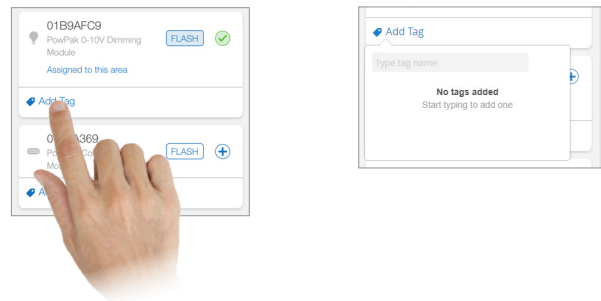 01B9AFC9
PowPak 0-10V Dimming
Module
FLASH
Assigned to this area
Add Tag
FLASH
Add Tag
Type tag name
No tags added
Start typing to add one